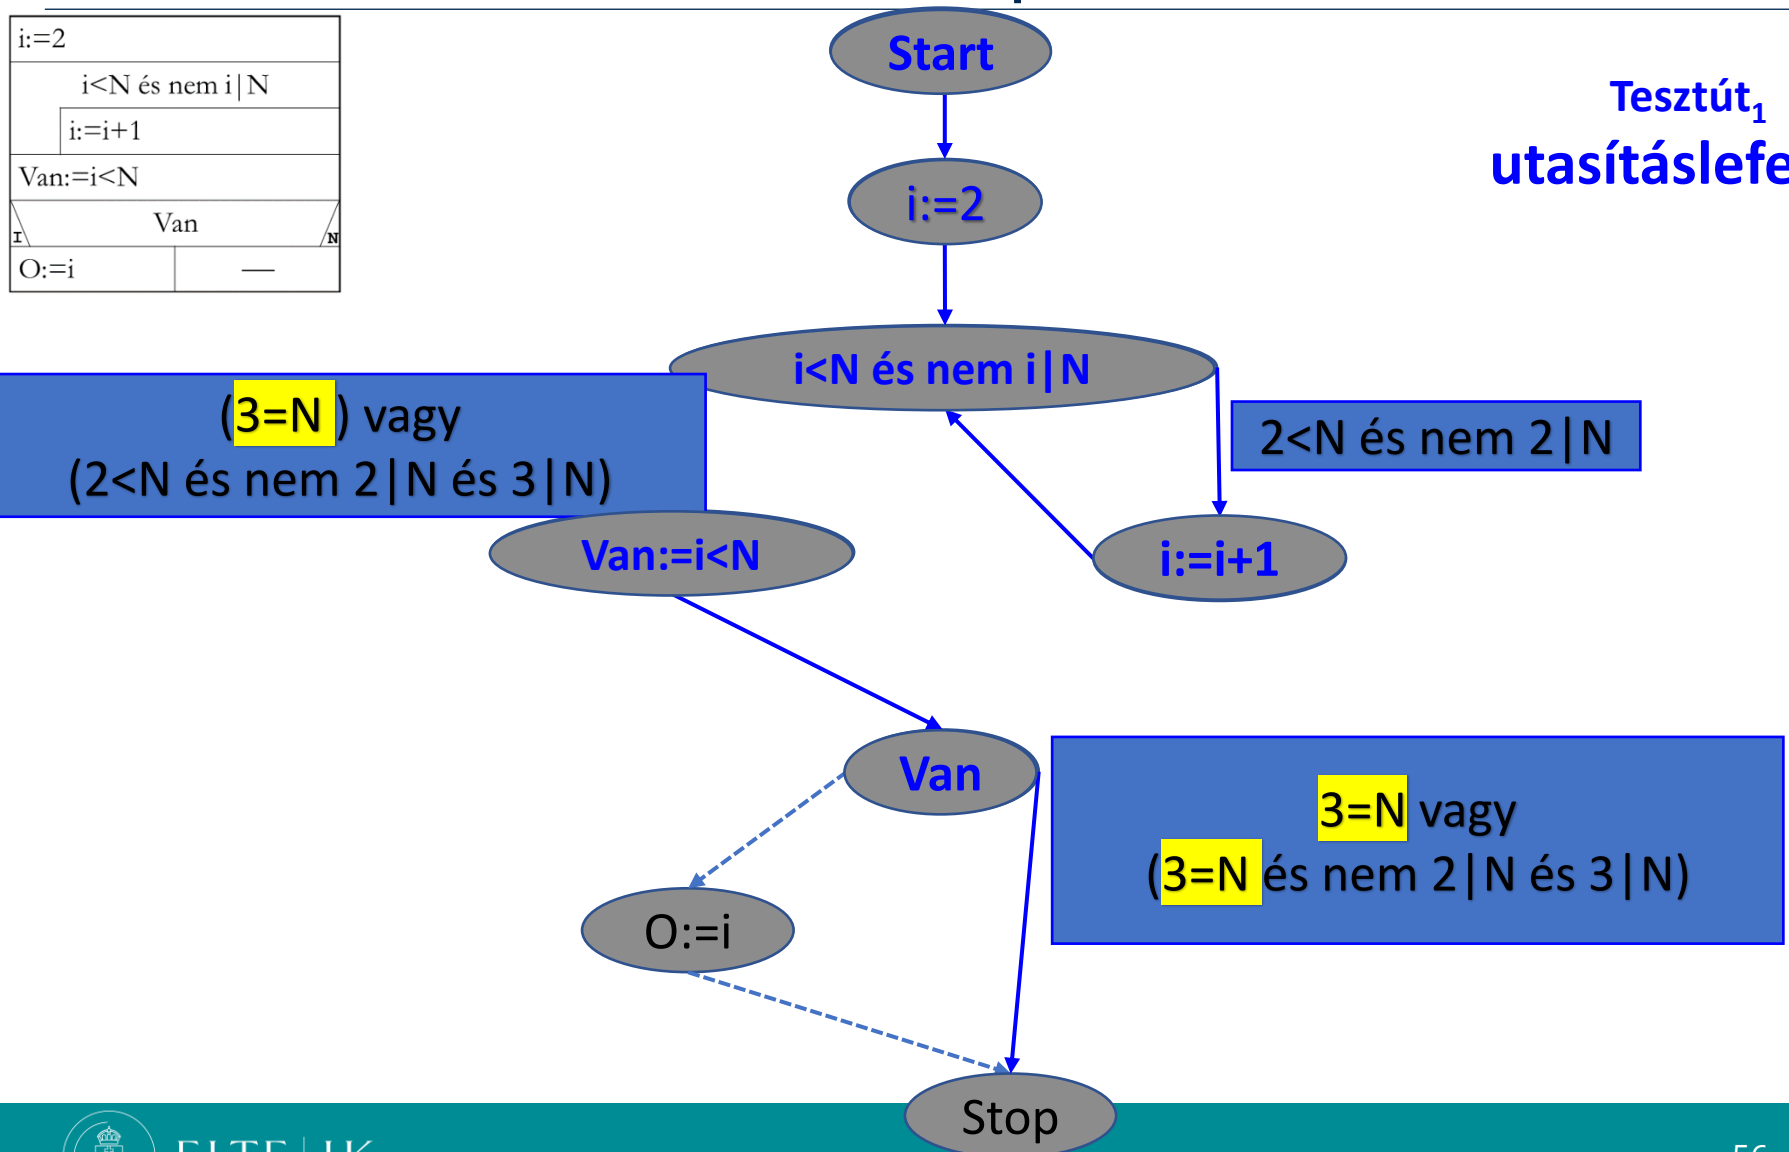 i:=2
i<N és nem i|N
i:=i+1
Van:=i<N
Van
I
N
O:=i
—
Start
Tesztút₁
i:=2
i<N és nem i|N
(3=N ) vagy
(2<N és nem 2|N és 3|N)
2<N és nem 2|N
Van:=i<N
i:=i+1
Van
3=N vagy
(3=N és nem 2|N és 3|N)
O:=i
Stop